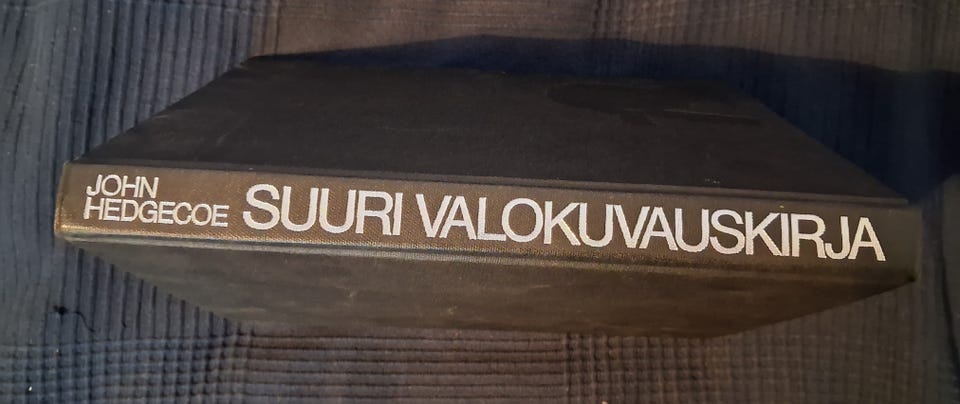 JOHN
HEDGECOE
SUURI VALOKUVAUSKIRJA